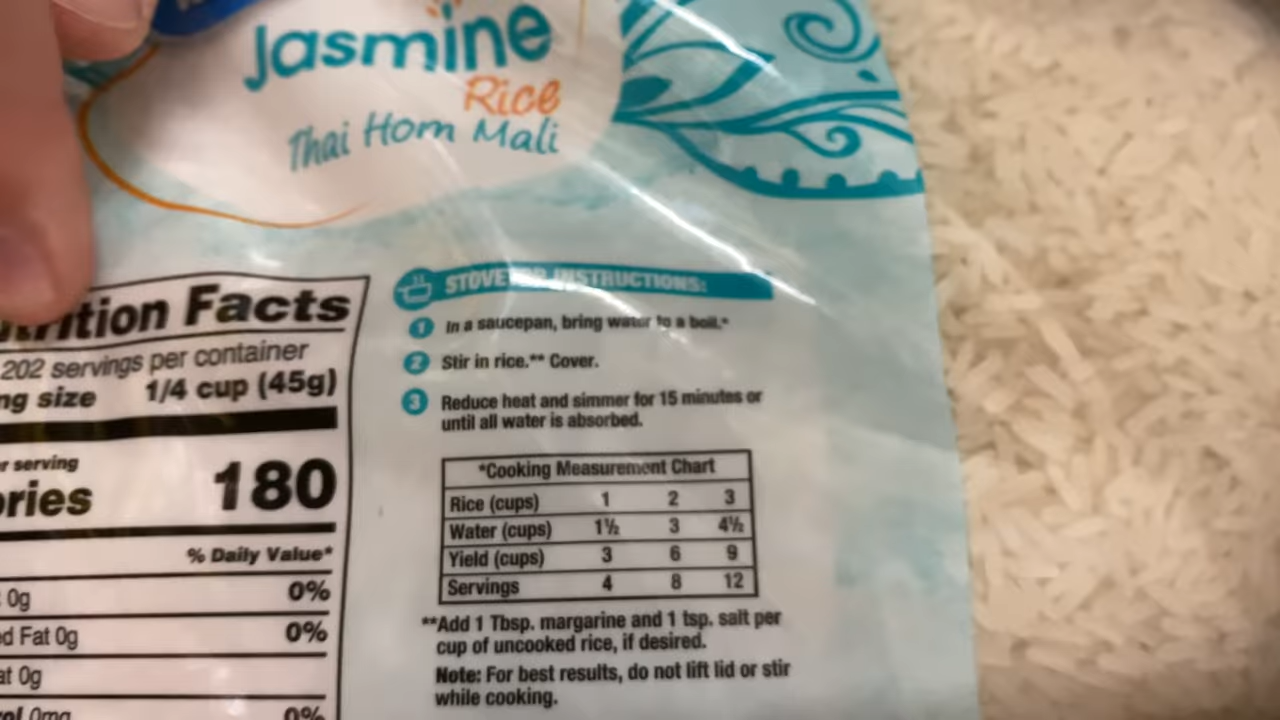 Jasmine
Rice
Thai Hom Mali
Facts
202 servings per container
size 1/4 cup (45g)
serving
180
% Daily Value*
0g 0%
Fat 0g 0%
0g
0mg 0%
INSTRUCTIONS:
1 In a saucepan, bring water to a boil.*
2 Stir in rice.** Cover.
3 Reduce heat and simmer for 15 minutes or
until all water is absorbed.
*Cooking Measurement Chart
Rice (cups) 1 2 3
Water (cups) 1½ 3 4½
Yield (cups) 3 6 9
Servings 4 8 12
**Add 1 Tbsp. margarine and 1 tsp. salt per
cup of uncooked rice, if desired.
Note: For best results, do not lift lid or stir
while cooking.